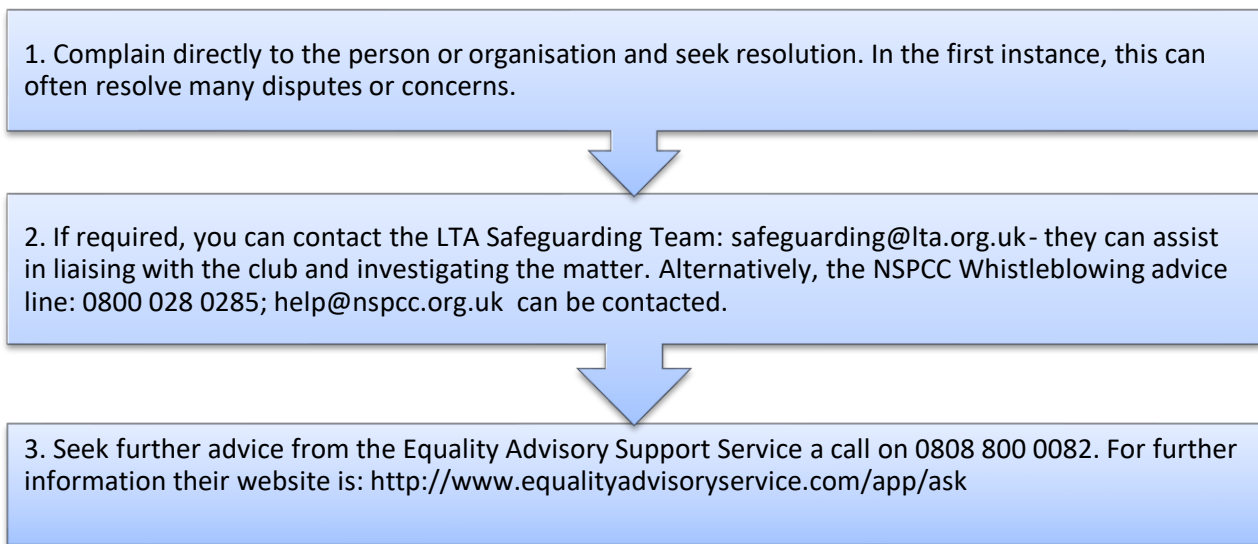 1. Complain directly to the person or organisation and seek resolution. In the first instance, this can
often resolve many disputes or concerns.
2. If required, you can contact the LTA Safeguarding Team: safeguarding@lta.org.uk- they can assist
in liaising with the club and investigating the matter. Alternatively, the NSPCC Whistleblowing advice
line: 0800 028 0285; help@nspcc.org.uk can be contacted.
3. Seek further advice from the Equality Advisory Support Service a call on 0808 800 0082. For further
information their website is: http://www.equalityadvisoryservice.com/app/ask